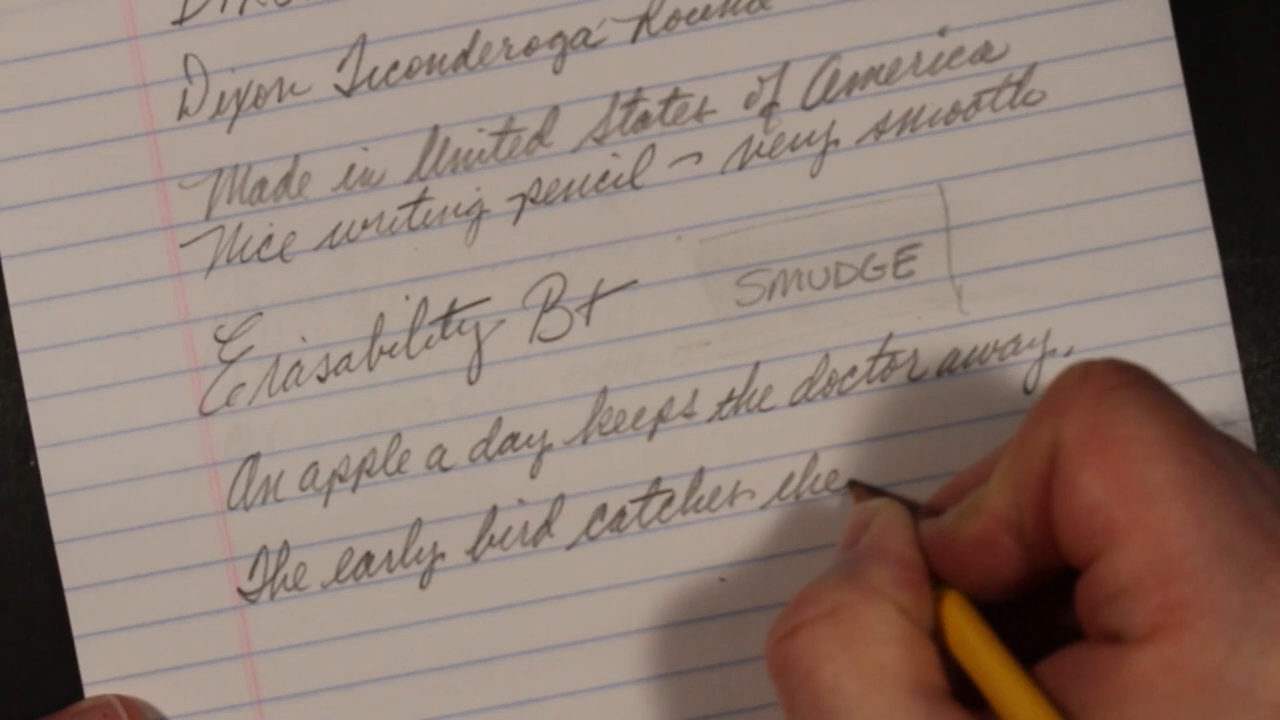 Dixon Ticonderoga Round
Made in United States of America
Nice writing pencil - very smooth
Erasability B+
SMUDGE
An apple a day keeps the doctor away.
The early bird catches the